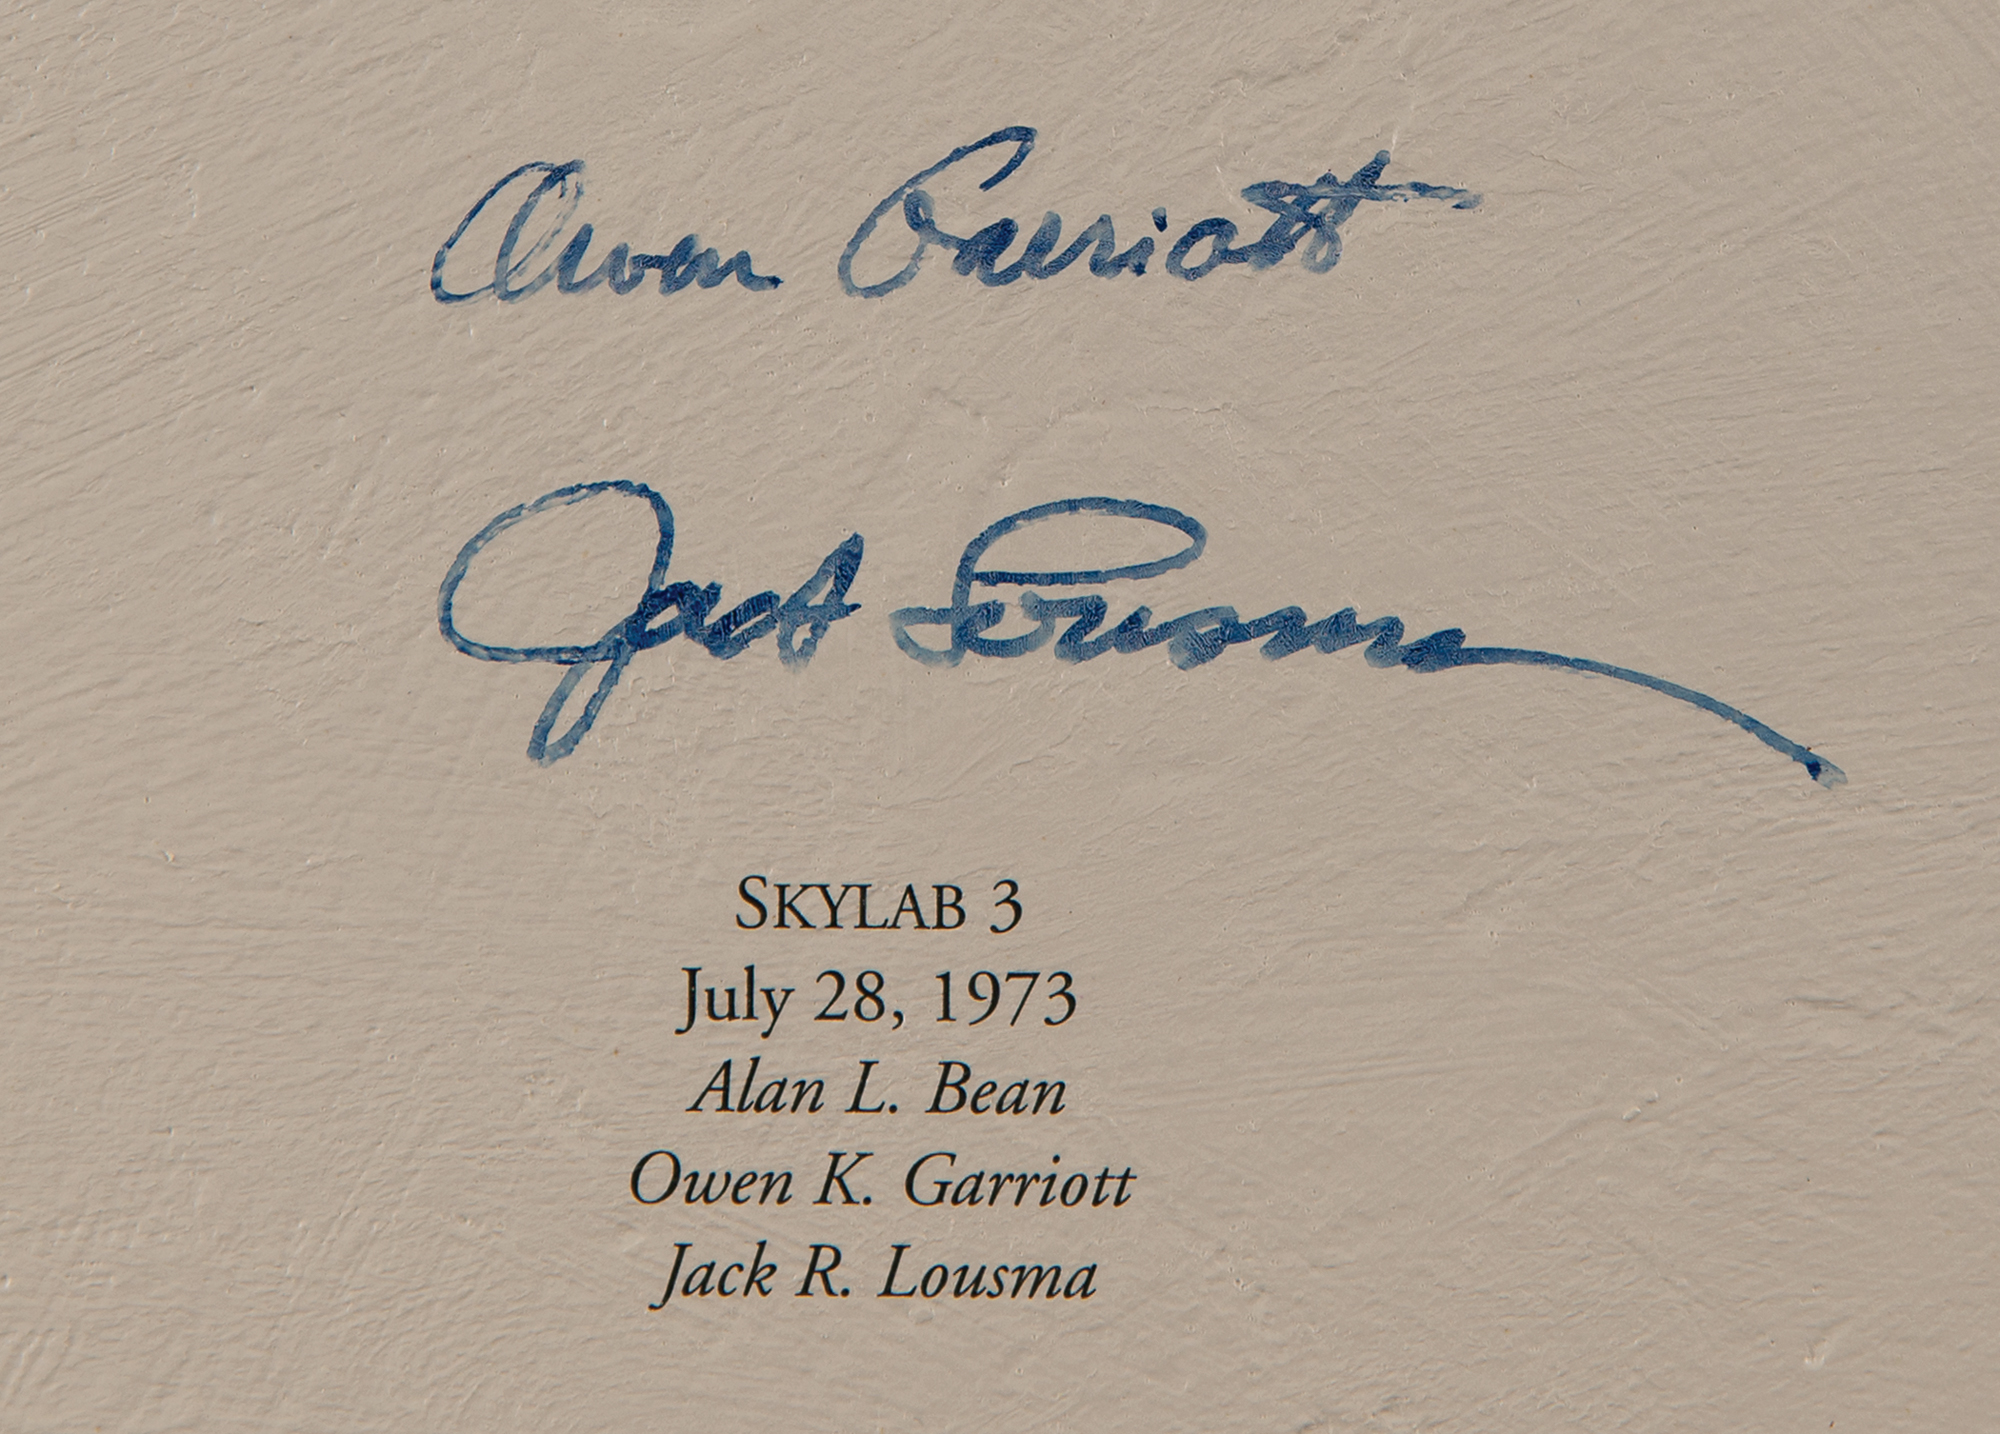 Owen Garriott
Jack Lousma
SKYLAB 3
July 28, 1973
Alan L. Bean
Owen K. Garriott
Jack R. Lousma